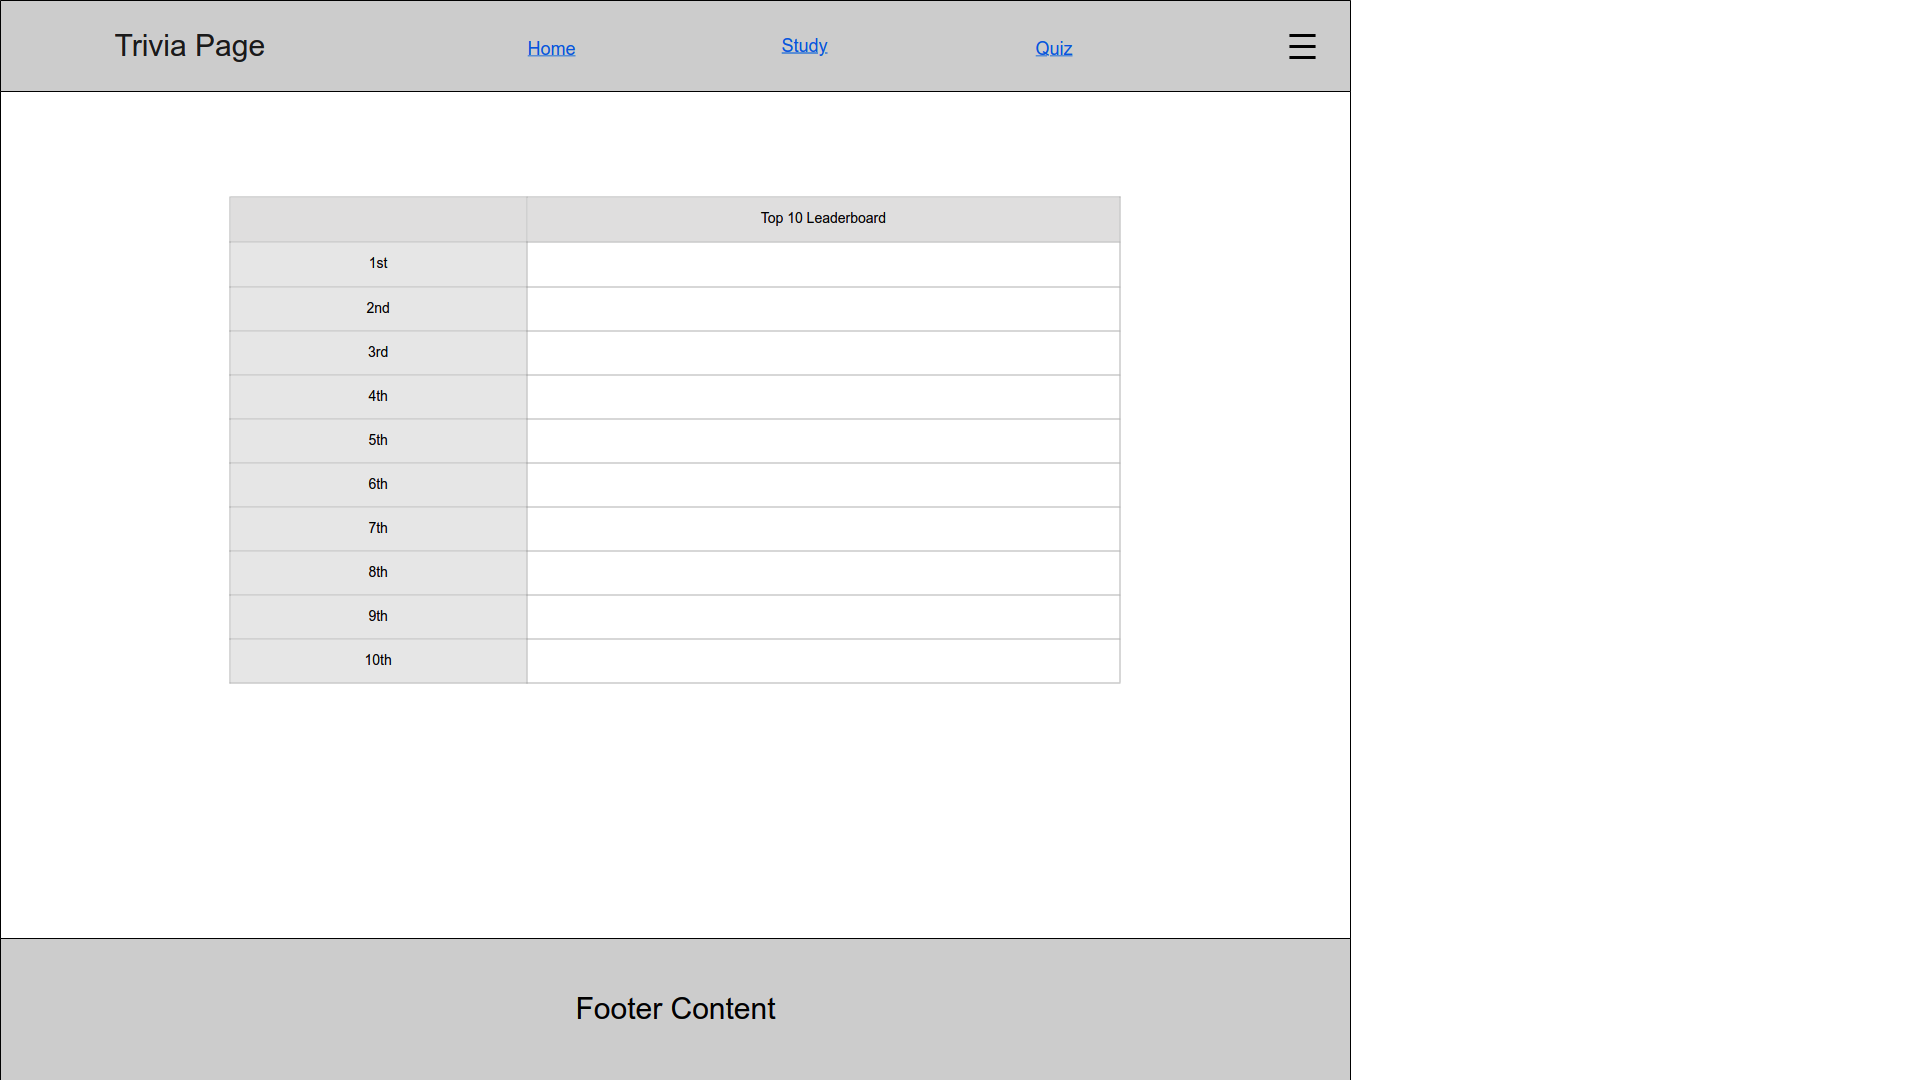 Trivia Page
Home
Study
Quiz
Top 10 Leaderboard
1st
2nd
3rd
4th
5th
6th
7th
8th
9th
10th
Footer Content